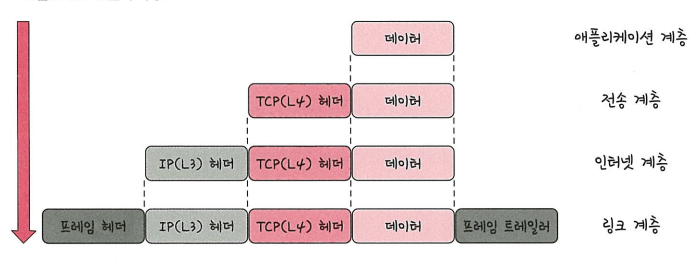 데이터 애플리케이션 계층
TCP(L4) 헤더 데이터 전송 계층
IP(L3) 헤더 TCP(L4) 헤더 데이터 인터넷 계층
프레임 헤더 IP(L3) 헤더 TCP(L4) 헤더 데이터 프레임 트레일러 링크 계층